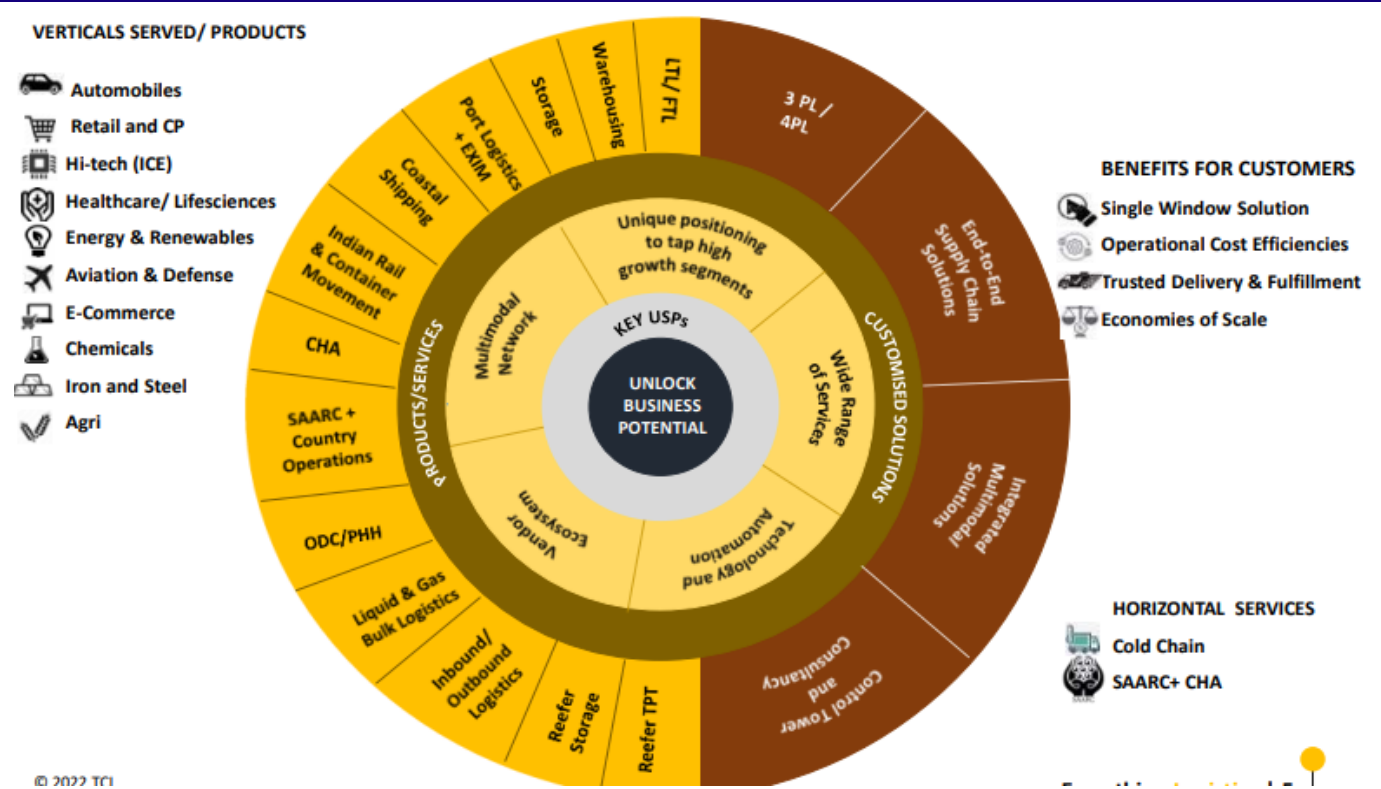 VERTICALS SERVED/ PRODUCTS
Automobiles
Retail and CP
Hi-tech (ICE)
Healthcare/ Lifesciences
Energy & Renewables
Aviation & Defense
E-Commerce
Chemicals
Iron and Steel
Agri
LTL/ FTL
Warehousing
Storage
Port Logistics
+ EXIM
Coastal
Shipping
Indian Rail
& Container
Movement
CHA
SAARC +
Country
Operations
ODC/PHH
Liquid & Gas
Bulk Logistics
Inbound/
Outbound
Logistics
Reefer
Storage
Reefer TPT
3 PL /
4PL
End-to-End
Supply Chain
Solutions
Integrated
Multimodal
Solutions
Control Tower
and
Consultancy
PRODUCTS/SERVICES
CUSTOMISED SOLUTIONS
Unique positioning
to tap high
growth segments
Wide Range
of Services
Technology and
Automation
Vendor
Ecosystem
Multimodal
Network
KEY USPs
UNLOCK
BUSINESS
POTENTIAL
BENEFITS FOR CUSTOMERS
Single Window Solution
Operational Cost Efficiencies
Trusted Delivery & Fulfillment
Economies of Scale
HORIZONTAL SERVICES
Cold Chain
SAARC+ CHA
© 2022 TCI